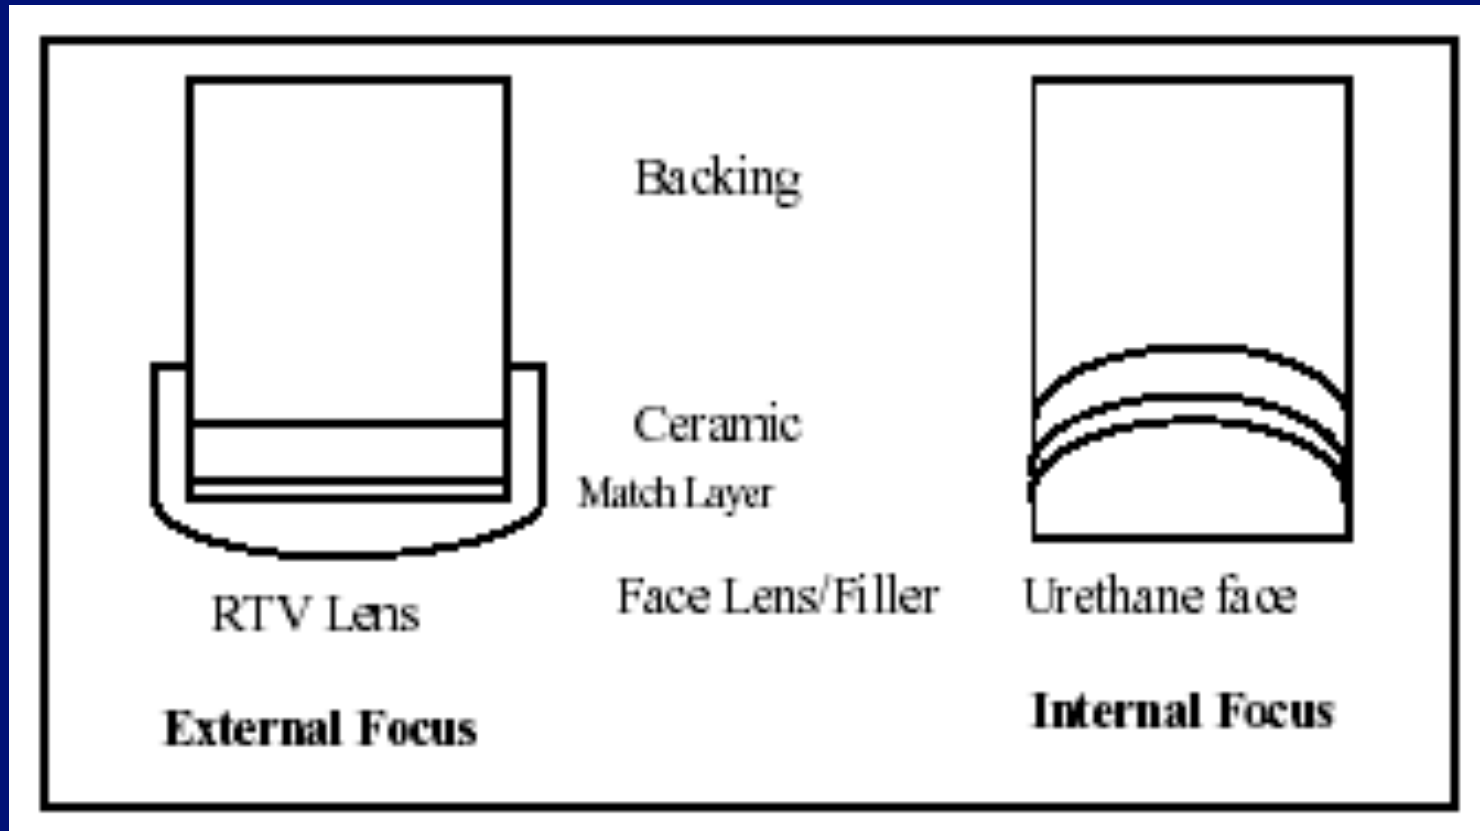 Backing
Ceramic
Match Layer
Face Lens/Filler
RTV Lens
Urethane face
External Focus
Internal Focus